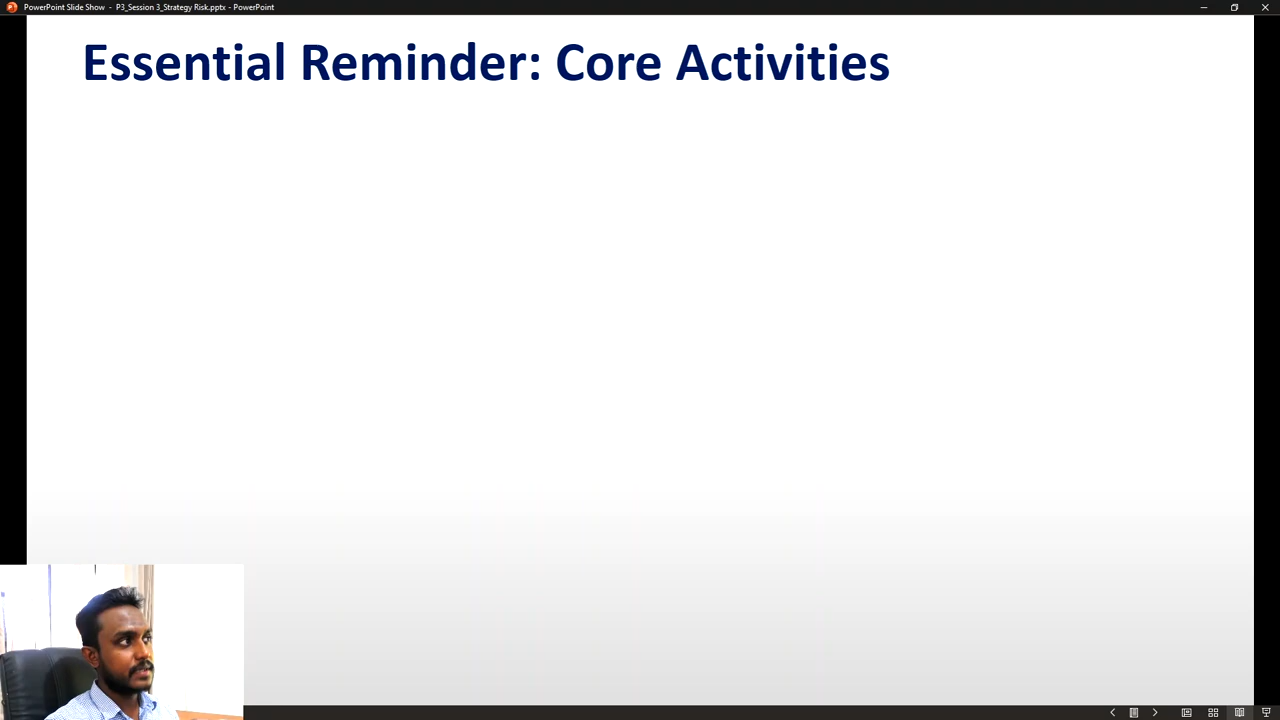 PowerPoint Slide Show - P3_Session 3_Strategy Risk.pptx - PowerPoint
Essential Reminder: Core Activities